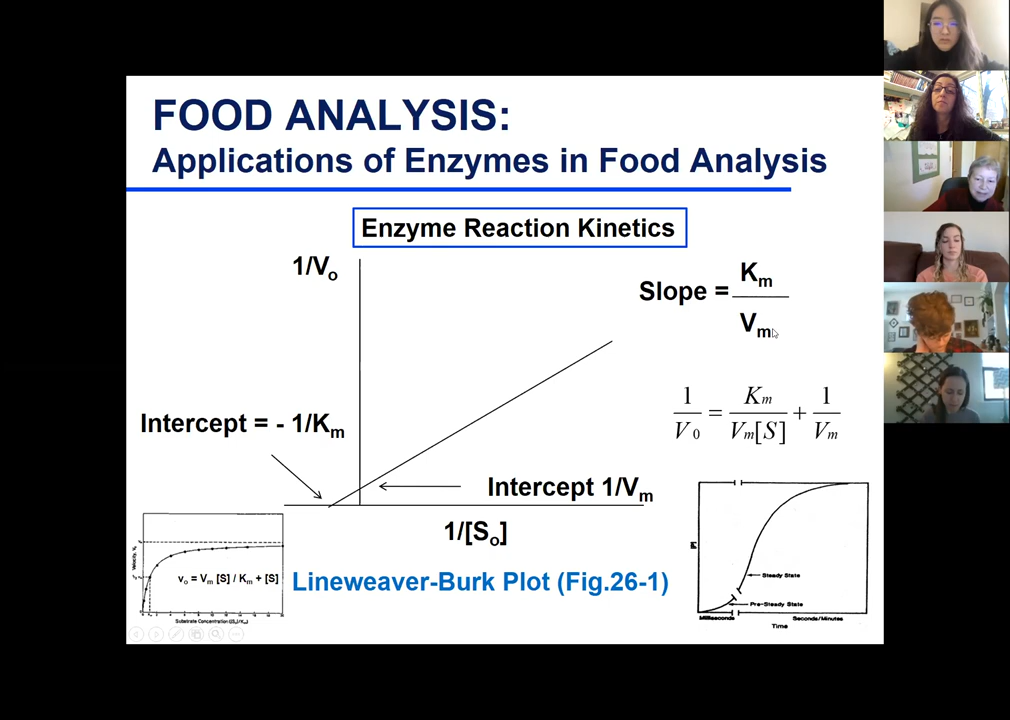 FOOD ANALYSIS:
Applications of Enzymes in Food Analysis
Enzyme Reaction Kinetics
1/Vo
Slope = Km / Vm
1/V0 = Km/Vm[S] + 1/Vm
Intercept = - 1/Km
Intercept 1/Vm
1/[So]
Lineweaver-Burk Plot (Fig.26-1)
Velocity,
vo = Vm [S] / Km + [S]
Substrate Concentration
[P]
Steady State
Pre-Steady State
Milliseconds
Seconds/Minutes
Time